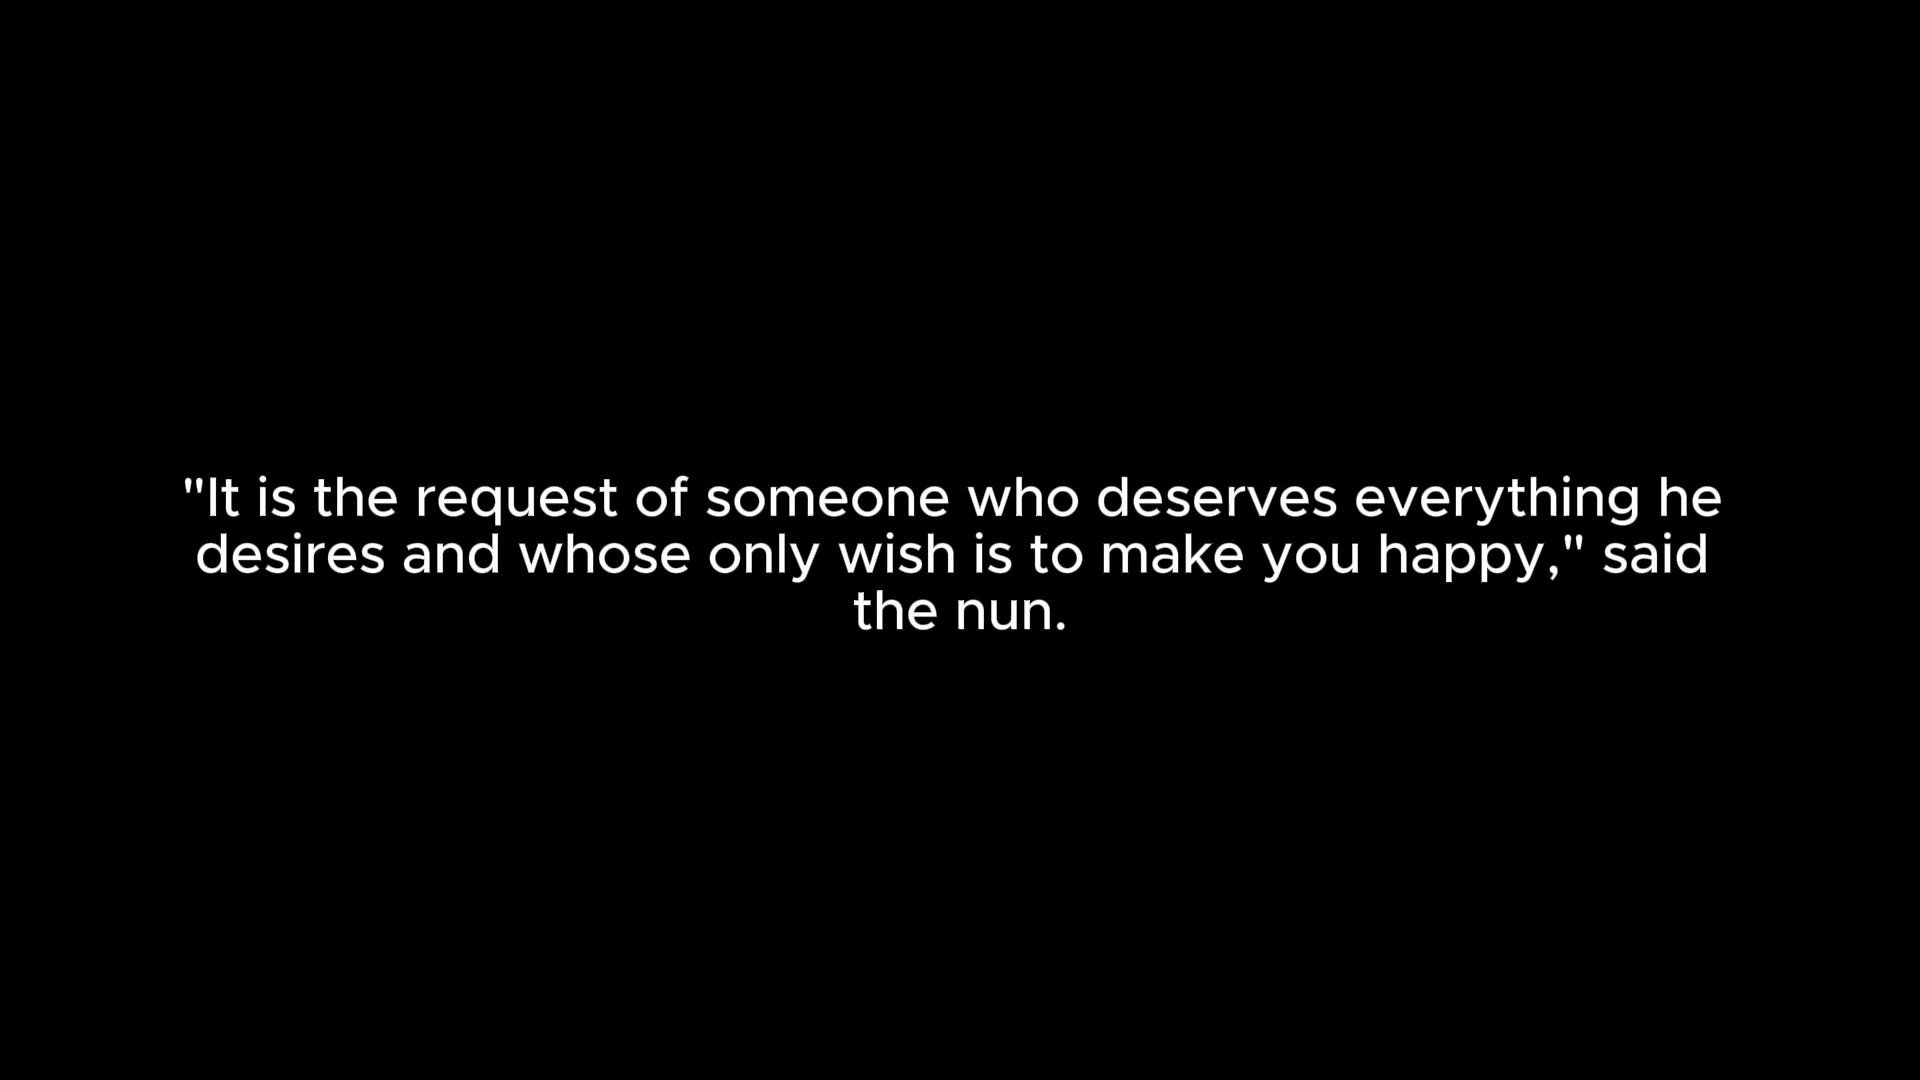 "It is the request of someone who deserves everything he
desires and whose only wish is to make you happy," said
the nun.